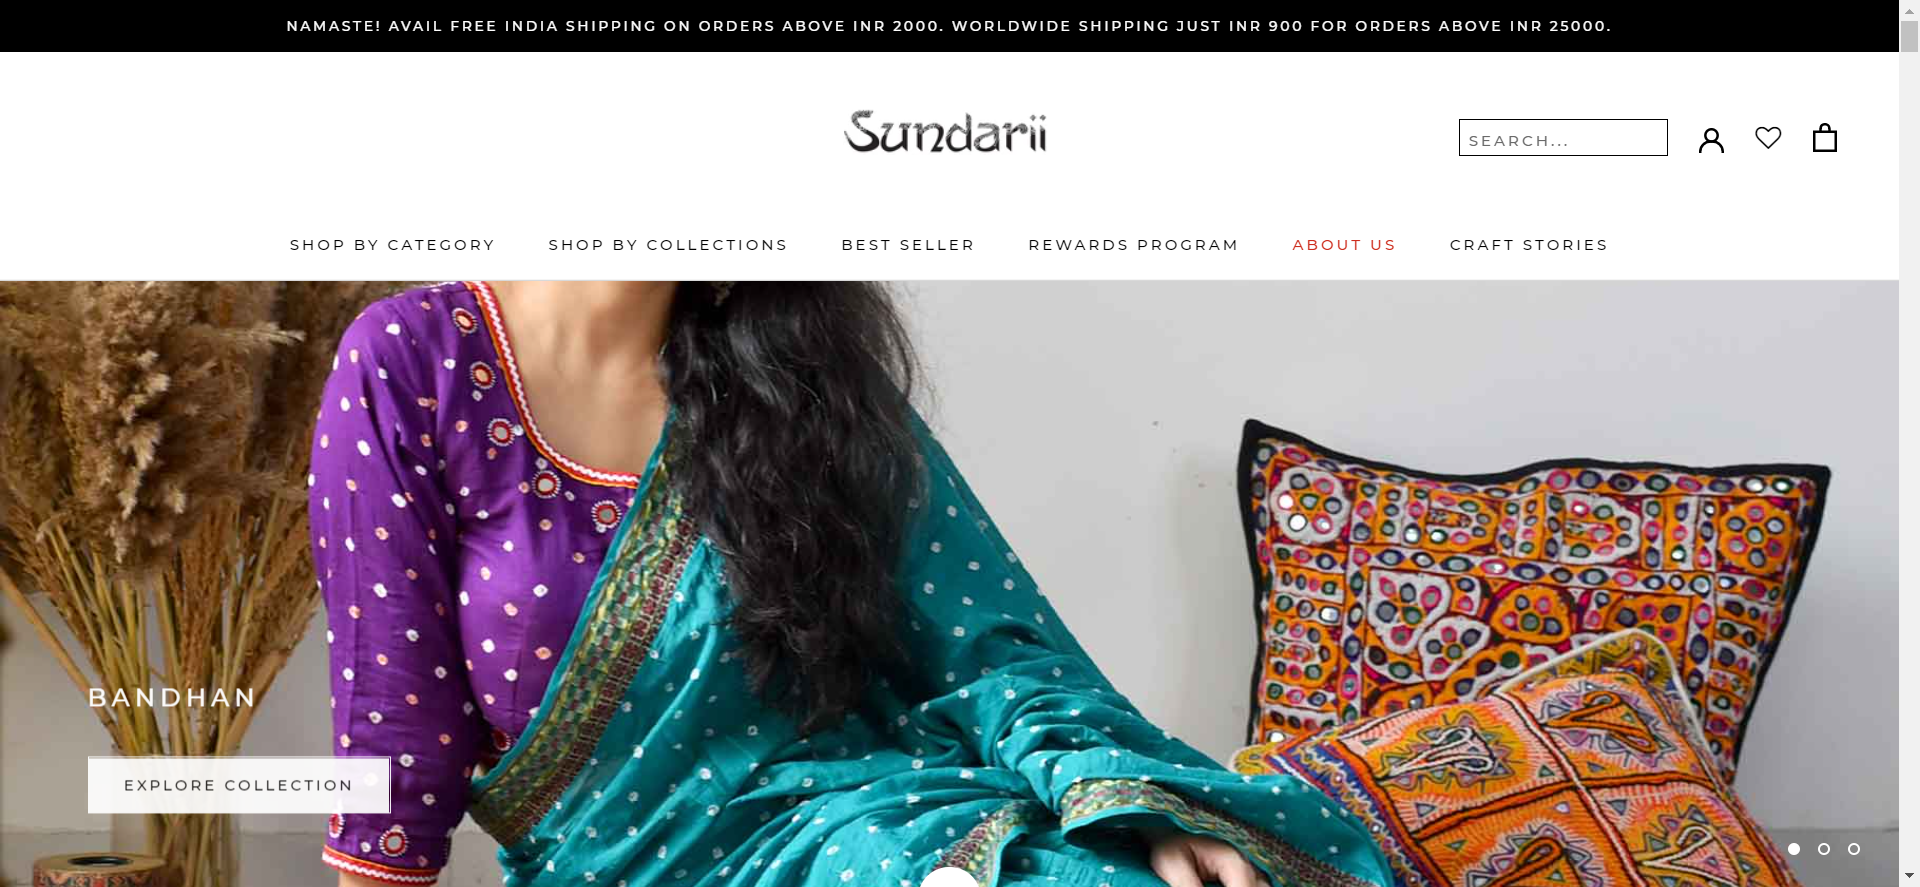 NAMASTE! AVAIL FREE INDIA SHIPPING ON ORDERS ABOVE INR 2000. WORLDWIDE SHIPPING JUST INR 900 FOR ORDERS ABOVE INR 25000.
Sundarii
SEARCH...
SHOP BY CATEGORY SHOP BY COLLECTIONS BEST SELLER REWARDS PROGRAM ABOUT US CRAFT STORIES
BANDHAN
EXPLORE COLLECTION